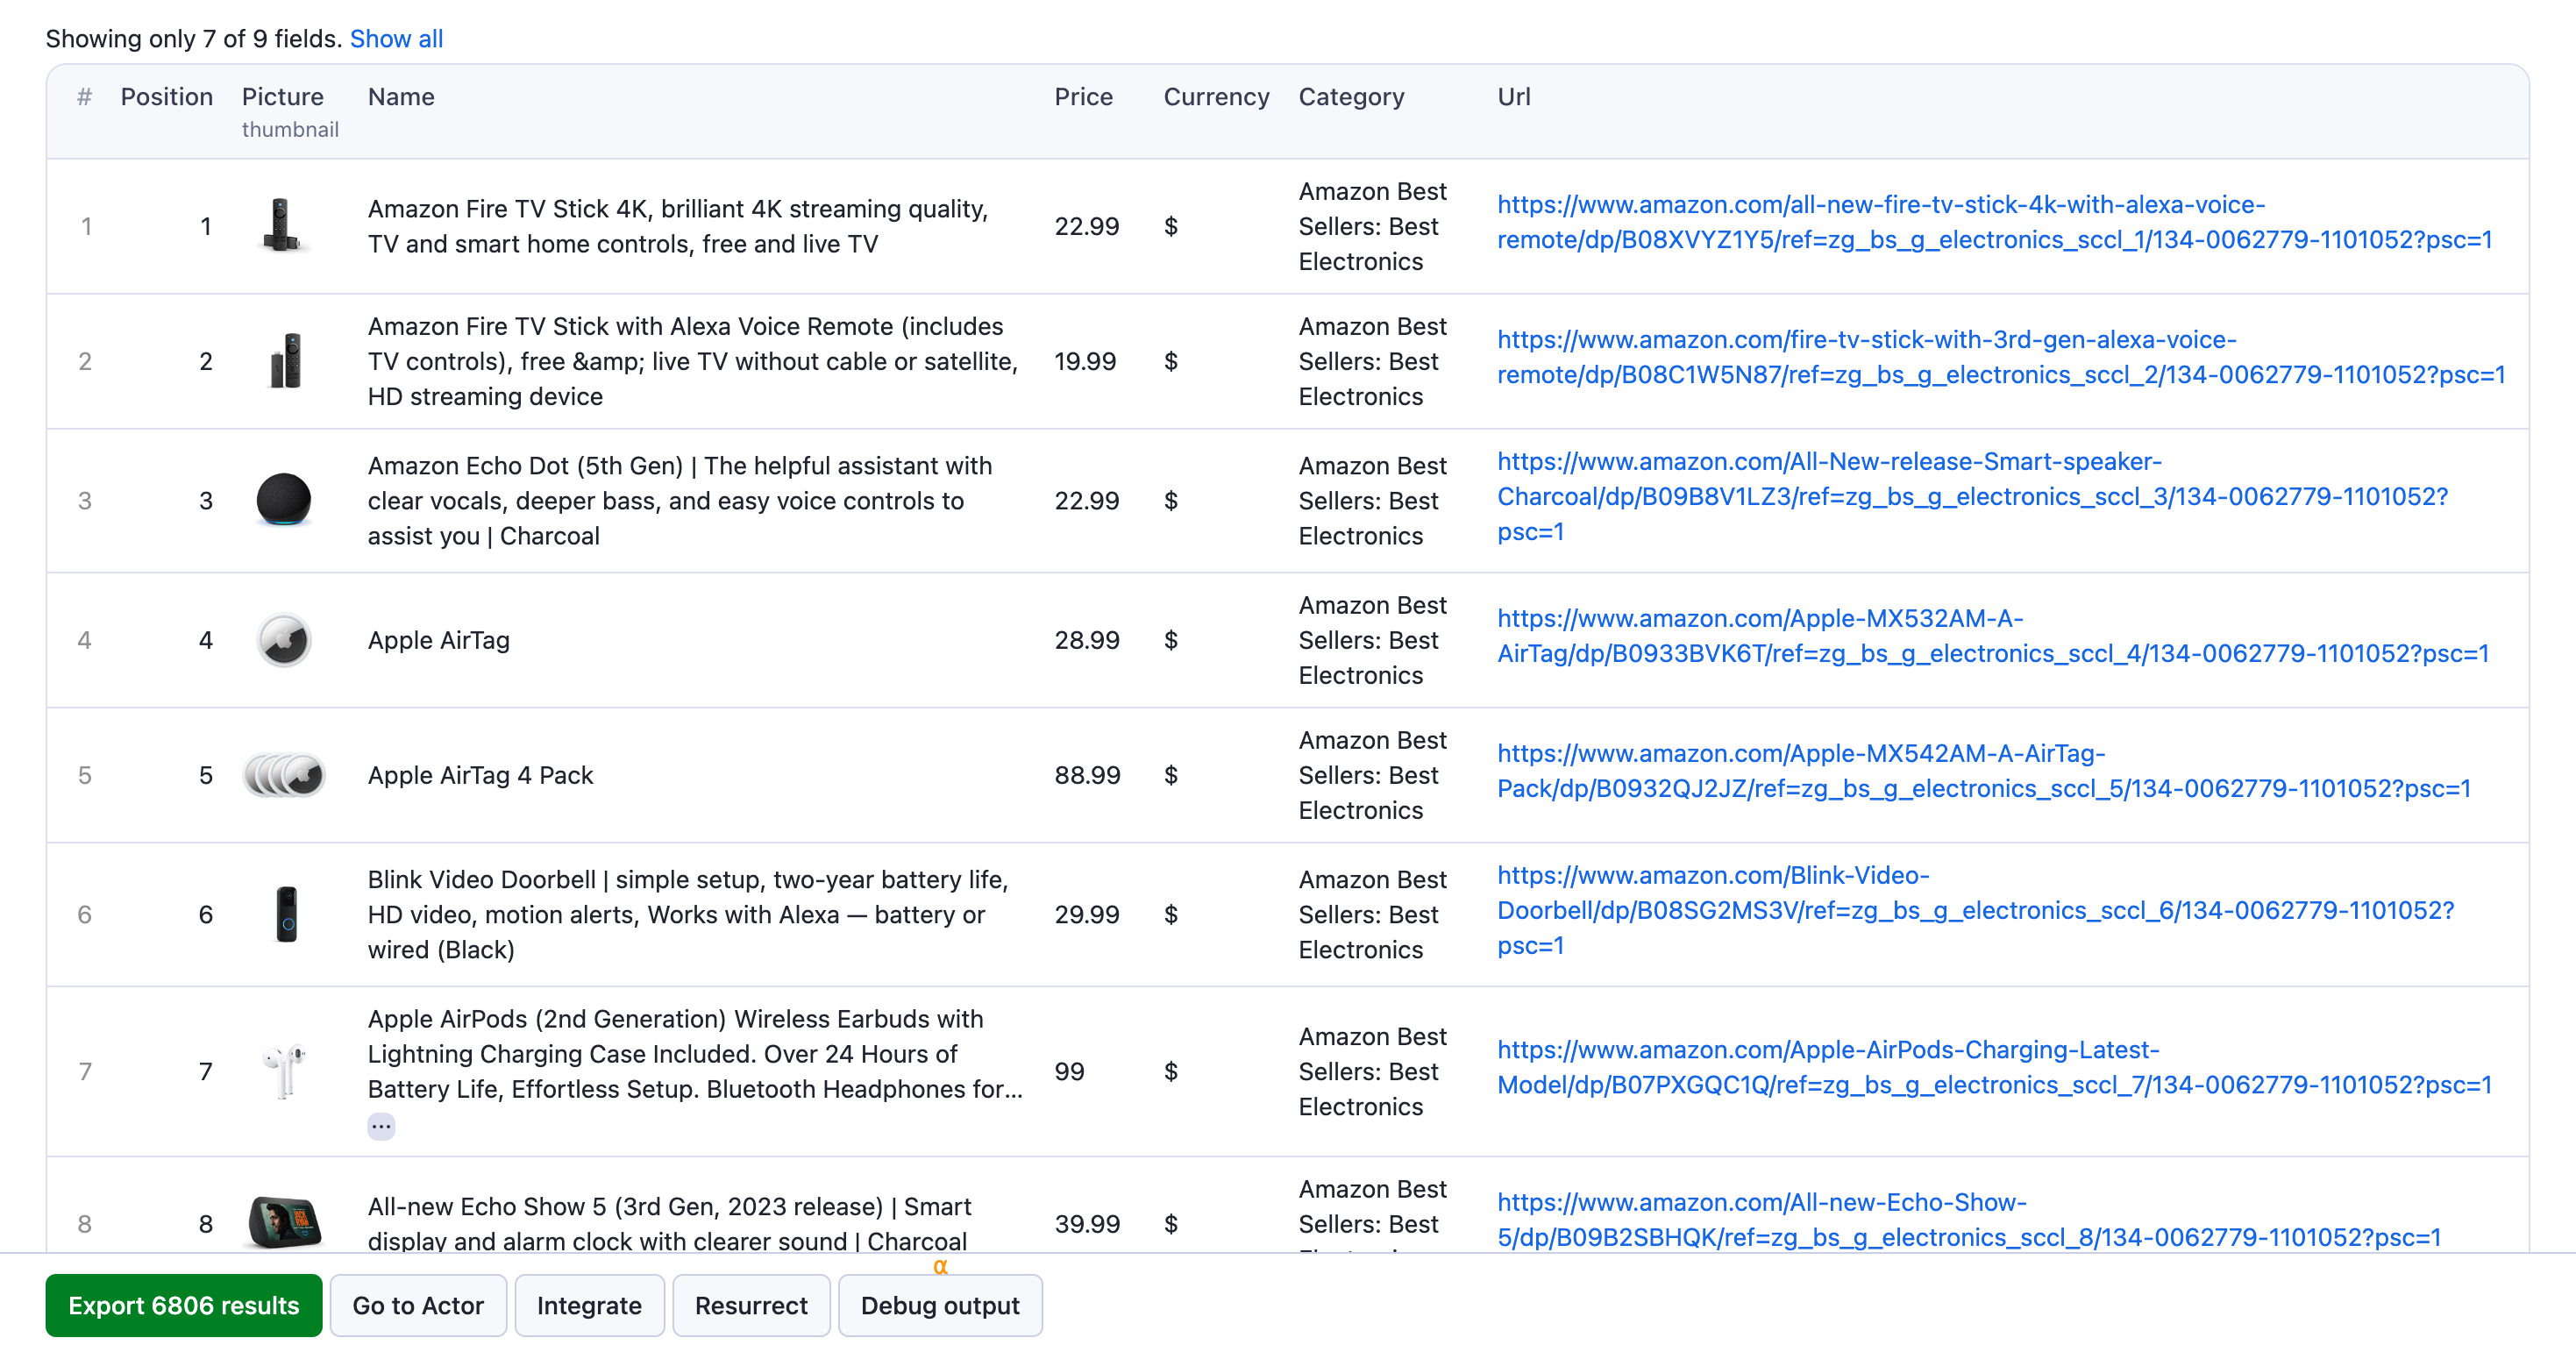 Showing only 7 of 9 fields. Show all
# Position Picture Name Price Currency Category Url
thumbnail
1 1 Amazon Fire TV Stick 4K, brilliant 4K streaming quality,
TV and smart home controls, free and live TV
22.99 $
Amazon Best
Sellers: Best
Electronics
https://www.amazon.com/all-new-fire-tv-stick-4k-with-alexa-voice-
remote/dp/B08XVYZ1Y5/ref=zg_bs_g_electronics_sccl_1/134-0062779-1101052?psc=1
2 2 Amazon Fire TV Stick with Alexa Voice Remote (includes
TV controls), free &amp; live TV without cable or satellite,
HD streaming device
19.99 $
Amazon Best
Sellers: Best
Electronics
https://www.amazon.com/fire-tv-stick-with-3rd-gen-alexa-voice-
remote/dp/B08C1W5N87/ref=zg_bs_g_electronics_sccl_2/134-0062779-1101052?psc=1
3 3 Amazon Echo Dot (5th Gen) | The helpful assistant with
clear vocals, deeper bass, and easy voice controls to
assist you | Charcoal
22.99 $
Amazon Best
Sellers: Best
Electronics
https://www.amazon.com/All-New-release-Smart-speaker-
Charcoal/dp/B09B8V1LZ3/ref=zg_bs_g_electronics_sccl_3/134-0062779-1101052?
psc=1
4 4 Apple AirTag
28.99 $
Amazon Best
Sellers: Best
Electronics
https://www.amazon.com/Apple-MX532AM-A-
AirTag/dp/B0933BVK6T/ref=zg_bs_g_electronics_sccl_4/134-0062779-1101052?psc=1
5 5 Apple AirTag 4 Pack
88.99 $
Amazon Best
Sellers: Best
Electronics
https://www.amazon.com/Apple-MX542AM-A-AirTag-
Pack/dp/B0932QJ2JZ/ref=zg_bs_g_electronics_sccl_5/134-0062779-1101052?psc=1
6 6 Blink Video Doorbell | simple setup, two-year battery life,
HD video, motion alerts, Works with Alexa — battery or
wired (Black)
29.99 $
Amazon Best
Sellers: Best
Electronics
https://www.amazon.com/Blink-Video-
Doorbell/dp/B08SG2MS3V/ref=zg_bs_g_electronics_sccl_6/134-0062779-1101052?
psc=1
7 7 Apple AirPods (2nd Generation) Wireless Earbuds with
Lightning Charging Case Included. Over 24 Hours of
Battery Life, Effortless Setup. Bluetooth Headphones for...
...
99 $
Amazon Best
Sellers: Best
Electronics
https://www.amazon.com/Apple-AirPods-Charging-Latest-
Model/dp/B07PXGQC1Q/ref=zg_bs_g_electronics_sccl_7/134-0062779-1101052?psc=1
8 8 All-new Echo Show 5 (3rd Gen, 2023 release) | Smart
display and alarm clock with clearer sound | Charcoal
39.99 $
Amazon Best
Sellers: Best
https://www.amazon.com/All-new-Echo-Show-
5/dp/B09B2SBHQK/ref=zg_bs_g_electronics_sccl_8/134-0062779-1101052?psc=1
α
Export 6806 results Go to Actor Integrate Resurrect Debug output